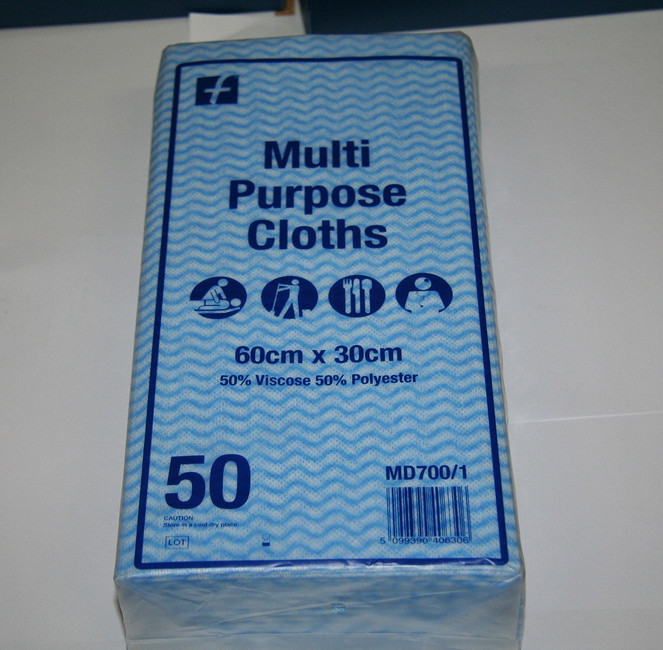 Multi
Purpose
Cloths
60cm x 30cm
50% Viscose 50% Polyester
50
MD700/1
CAUTION
Store in a cool dry place
LOT
5 099390 406306